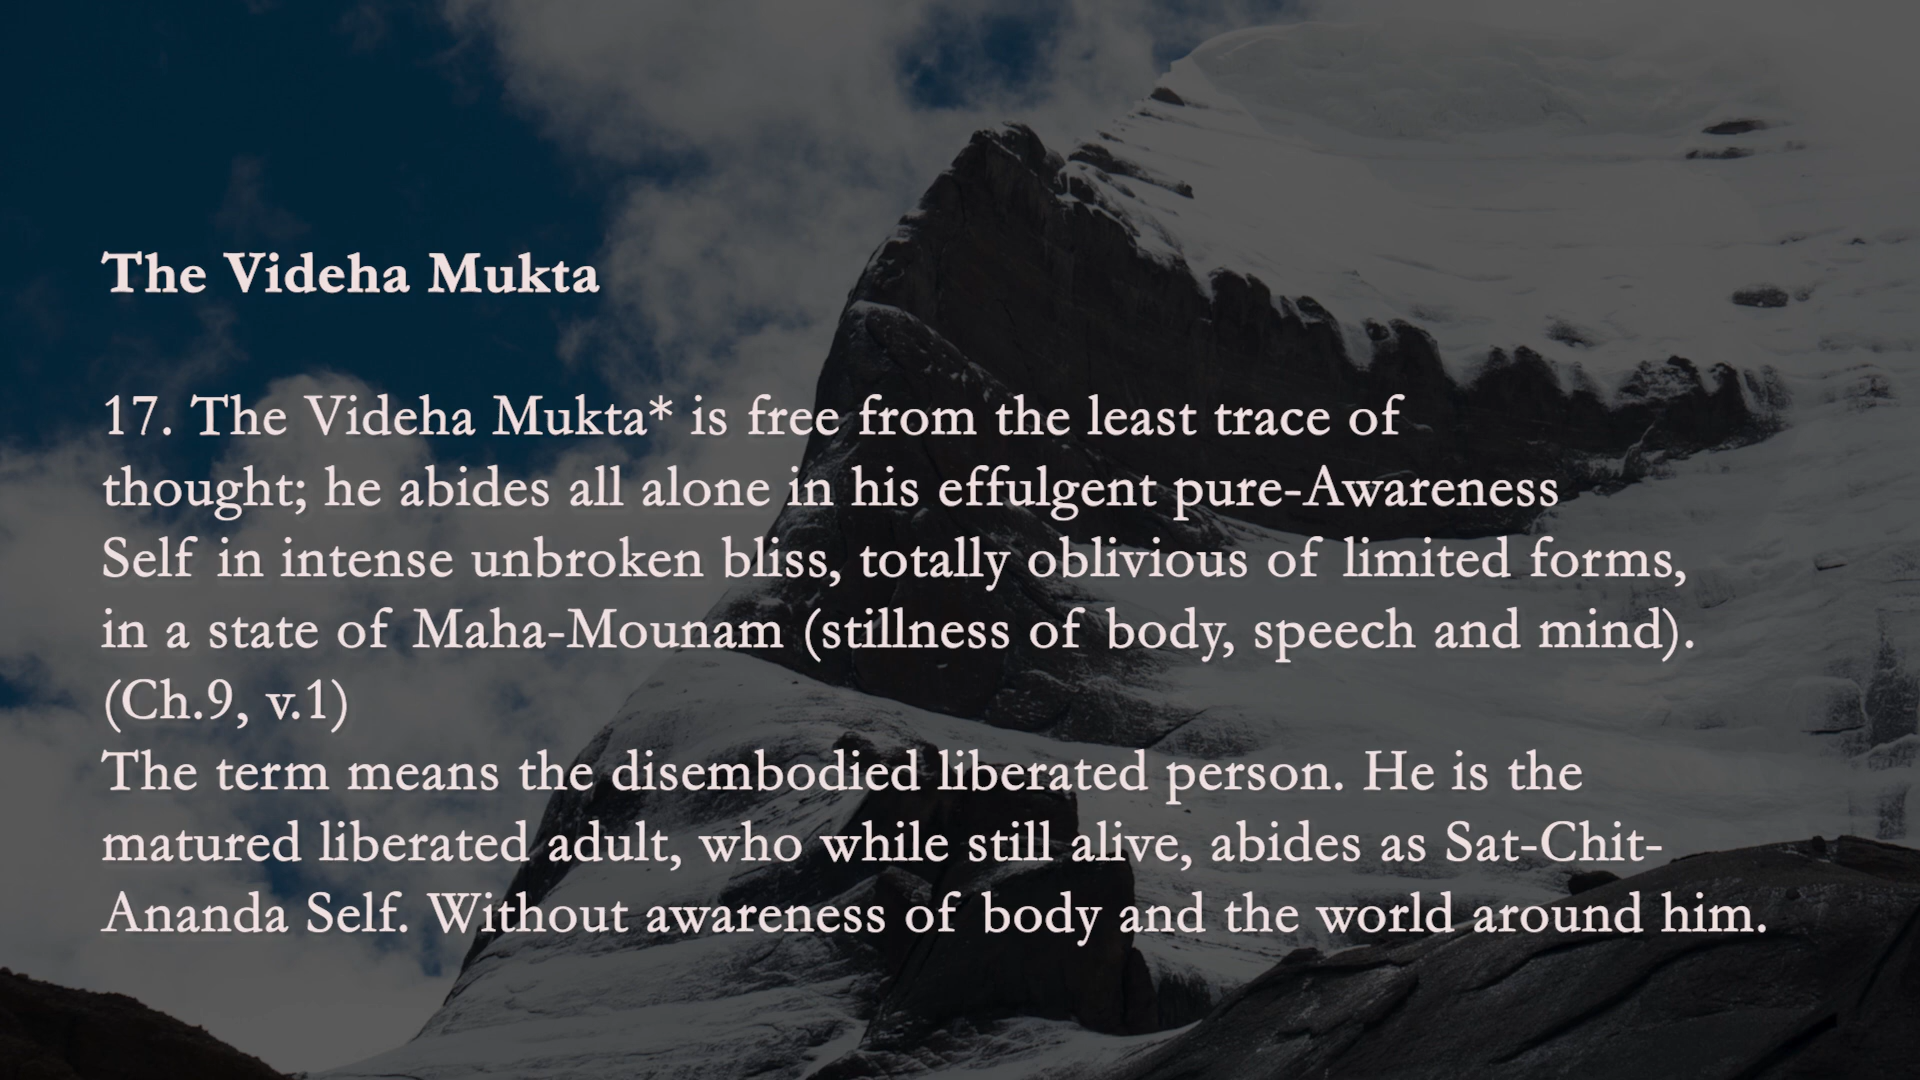 The Videha Mukta
17. The Videha Mukta* is free from the least trace of
thought; he abides all alone in his effulgent pure-Awareness
Self in intense unbroken bliss, totally oblivious of limited forms,
in a state of Maha-Mounam (stillness of body, speech and mind).
(Ch.9, v.1)
The term means the disembodied liberated person. He is the
matured liberated adult, who while still alive, abides as Sat-Chit-
Ananda Self. Without awareness of body and the world around him.